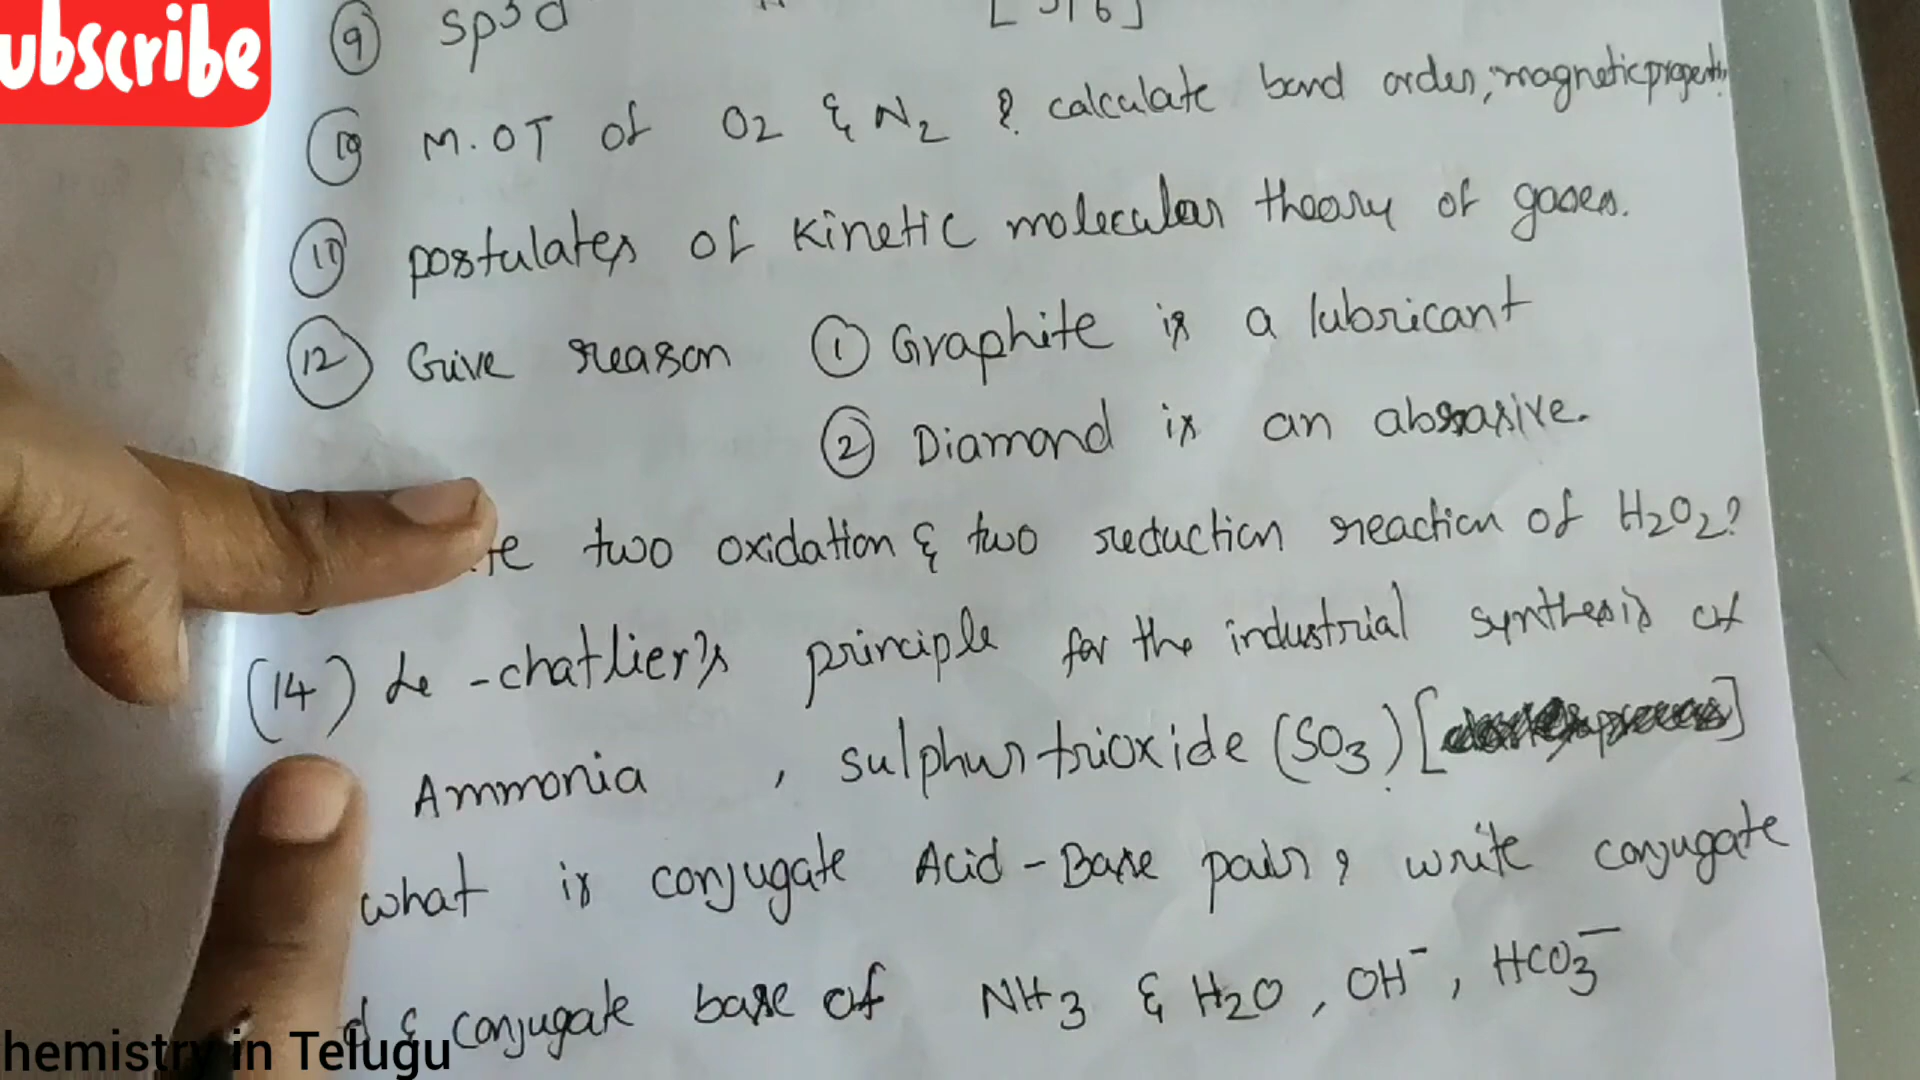 ubscribe
9 sp3d
10 M.OT of O2 & N2 ? calculate bond order, magnetic property
11 postulates of Kinetic molecular theory of gases.
12 Give reason 1 Graphite is a lubricant
2 Diamond is an abrasive.
te two oxidation & two reduction reaction of H2O2?
(14) Le-chatlier's principle for the industrial synthesis of
Ammonia , sulphur trioxide (SO3) [ ]
what is conjugate Acid-Base pair? write conjugate
d & conjugate base of NH3 & H2O, OH⁻, HCO3⁻
hemistry in Telugu